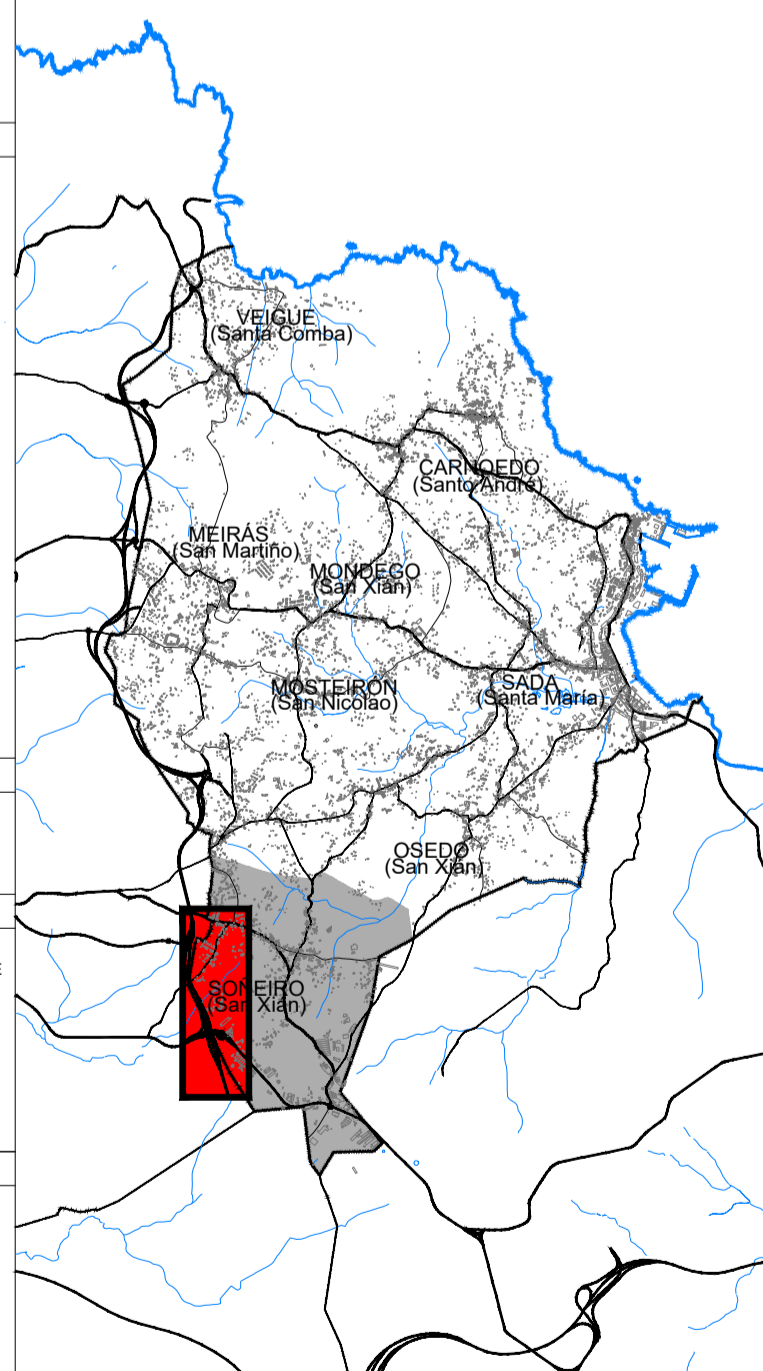 VEIGUE
(Santa Comba)
CARNOEDO
(Santo André)
MEIRÁS
(San Martiño)
MONDEGO
(San Xián)
MOSTEIRÓN
(San Nicolao)
SADA
(Santa María)
OSEDO
(San Xián)
SOÑEIRO
(San Xián)
E